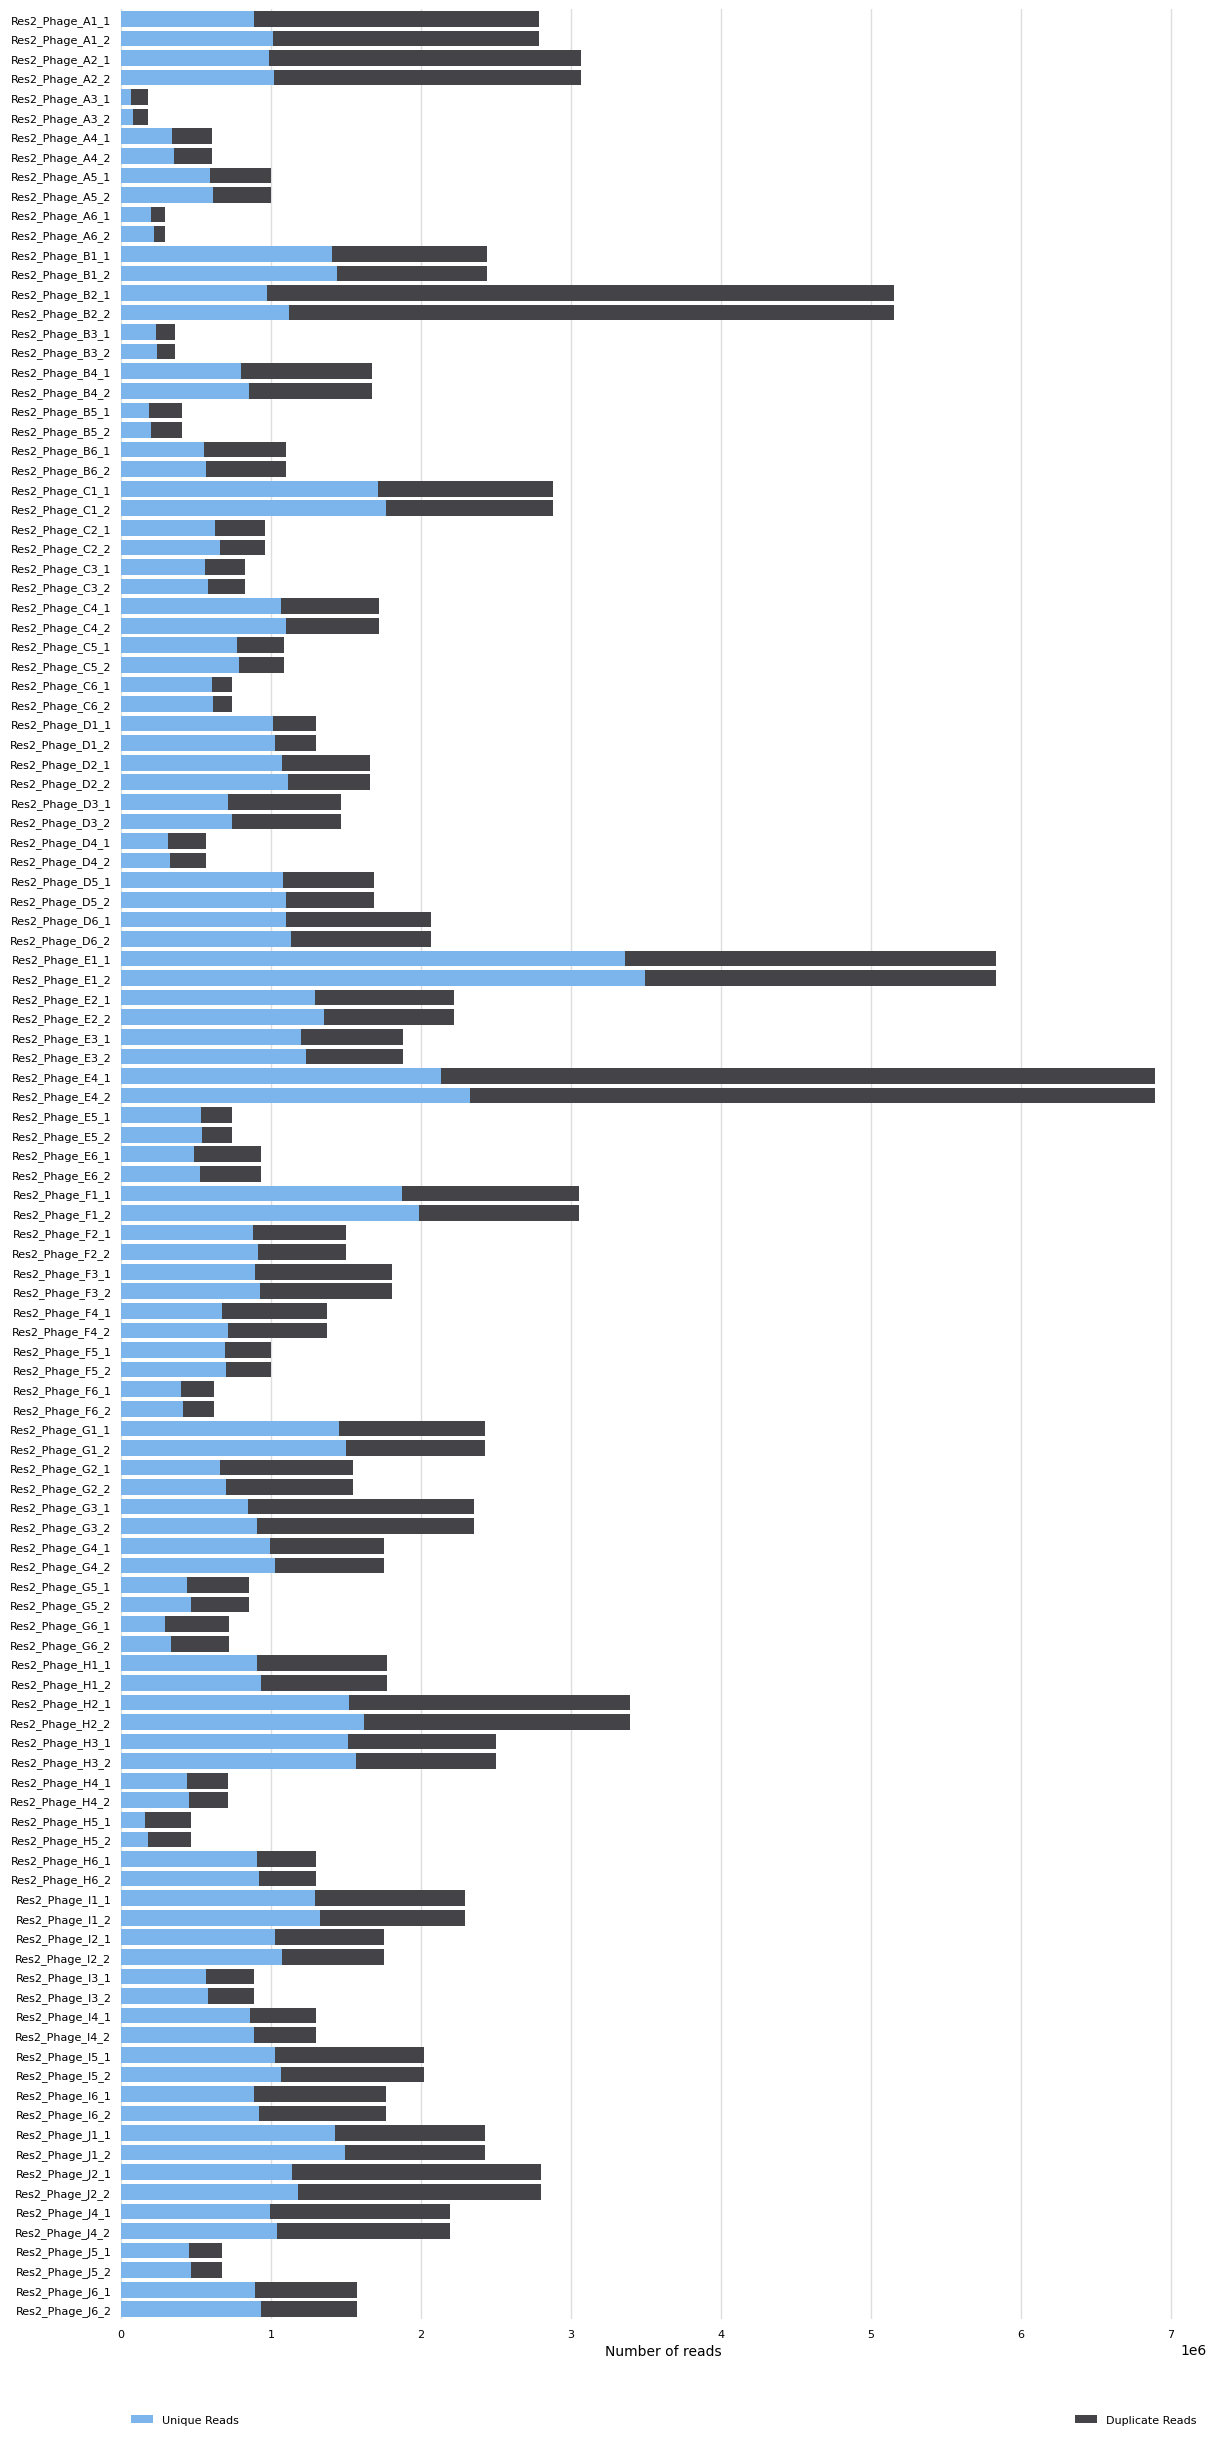 Res2_Phage_A1_1
Res2_Phage_A1_2
Res2_Phage_A2_1
Res2_Phage_A2_2
Res2_Phage_A3_1
Res2_Phage_A3_2
Res2_Phage_A4_1
Res2_Phage_A4_2
Res2_Phage_A5_1
Res2_Phage_A5_2
Res2_Phage_A6_1
Res2_Phage_A6_2
Res2_Phage_B1_1
Res2_Phage_B1_2
Res2_Phage_B2_1
Res2_Phage_B2_2
Res2_Phage_B3_1
Res2_Phage_B3_2
Res2_Phage_B4_1
Res2_Phage_B4_2
Res2_Phage_B5_1
Res2_Phage_B5_2
Res2_Phage_B6_1
Res2_Phage_B6_2
Res2_Phage_C1_1
Res2_Phage_C1_2
Res2_Phage_C2_1
Res2_Phage_C2_2
Res2_Phage_C3_1
Res2_Phage_C3_2
Res2_Phage_C4_1
Res2_Phage_C4_2
Res2_Phage_C5_1
Res2_Phage_C5_2
Res2_Phage_C6_1
Res2_Phage_C6_2
Res2_Phage_D1_1
Res2_Phage_D1_2
Res2_Phage_D2_1
Res2_Phage_D2_2
Res2_Phage_D3_1
Res2_Phage_D3_2
Res2_Phage_D4_1
Res2_Phage_D4_2
Res2_Phage_D5_1
Res2_Phage_D5_2
Res2_Phage_D6_1
Res2_Phage_D6_2
Res2_Phage_E1_1
Res2_Phage_E1_2
Res2_Phage_E2_1
Res2_Phage_E2_2
Res2_Phage_E3_1
Res2_Phage_E3_2
Res2_Phage_E4_1
Res2_Phage_E4_2
Res2_Phage_E5_1
Res2_Phage_E5_2
Res2_Phage_E6_1
Res2_Phage_E6_2
Res2_Phage_F1_1
Res2_Phage_F1_2
Res2_Phage_F2_1
Res2_Phage_F2_2
Res2_Phage_F3_1
Res2_Phage_F3_2
Res2_Phage_F4_1
Res2_Phage_F4_2
Res2_Phage_F5_1
Res2_Phage_F5_2
Res2_Phage_F6_1
Res2_Phage_F6_2
Res2_Phage_G1_1
Res2_Phage_G1_2
Res2_Phage_G2_1
Res2_Phage_G2_2
Res2_Phage_G3_1
Res2_Phage_G3_2
Res2_Phage_G4_1
Res2_Phage_G4_2
Res2_Phage_G5_1
Res2_Phage_G5_2
Res2_Phage_G6_1
Res2_Phage_G6_2
Res2_Phage_H1_1
Res2_Phage_H1_2
Res2_Phage_H2_1
Res2_Phage_H2_2
Res2_Phage_H3_1
Res2_Phage_H3_2
Res2_Phage_H4_1
Res2_Phage_H4_2
Res2_Phage_H5_1
Res2_Phage_H5_2
Res2_Phage_H6_1
Res2_Phage_H6_2
Res2_Phage_I1_1
Res2_Phage_I1_2
Res2_Phage_I2_1
Res2_Phage_I2_2
Res2_Phage_I3_1
Res2_Phage_I3_2
Res2_Phage_I4_1
Res2_Phage_I4_2
Res2_Phage_I5_1
Res2_Phage_I5_2
Res2_Phage_I6_1
Res2_Phage_I6_2
Res2_Phage_J1_1
Res2_Phage_J1_2
Res2_Phage_J2_1
Res2_Phage_J2_2
Res2_Phage_J4_1
Res2_Phage_J4_2
Res2_Phage_J5_1
Res2_Phage_J5_2
Res2_Phage_J6_1
Res2_Phage_J6_2
0 1 2 3 4 5 6 7
Number of reads
1e6
Unique Reads Duplicate Reads